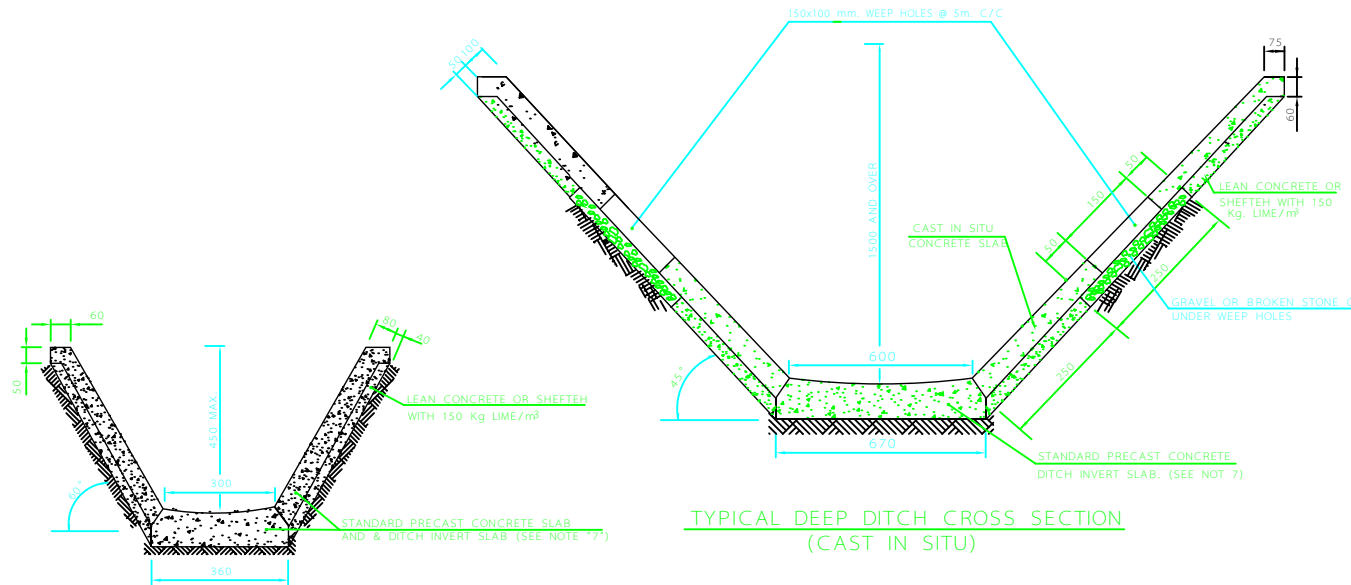 150x100 mm. WEEP HOLES @ 5m. C/C
50
100
75
60
1500 AND OVER
50
150
50
LEAN CONCRETE OR
SHEFTEH WITH 150
Kg. LIME/m³
CAST IN SITU
CONCRETE SLAB
250
GRAVEL OR BROKEN STONE
UNDER WEEP HOLES
250
600
45°
670
STANDARD PRECAST CONCRETE
DITCH INVERT SLAB. (SEE NOT 7)
TYPICAL DEEP DITCH CROSS SECTION
(CAST IN SITU)
60
50
80
40
450 MAX
LEAN CONCRETE OR SHEFTEH
WITH 150 Kg LIME/m³
300
60°
STANDARD PRECAST CONCRETE SLAB
AND & DITCH INVERT SLAB (SEE NOTE "7")
360